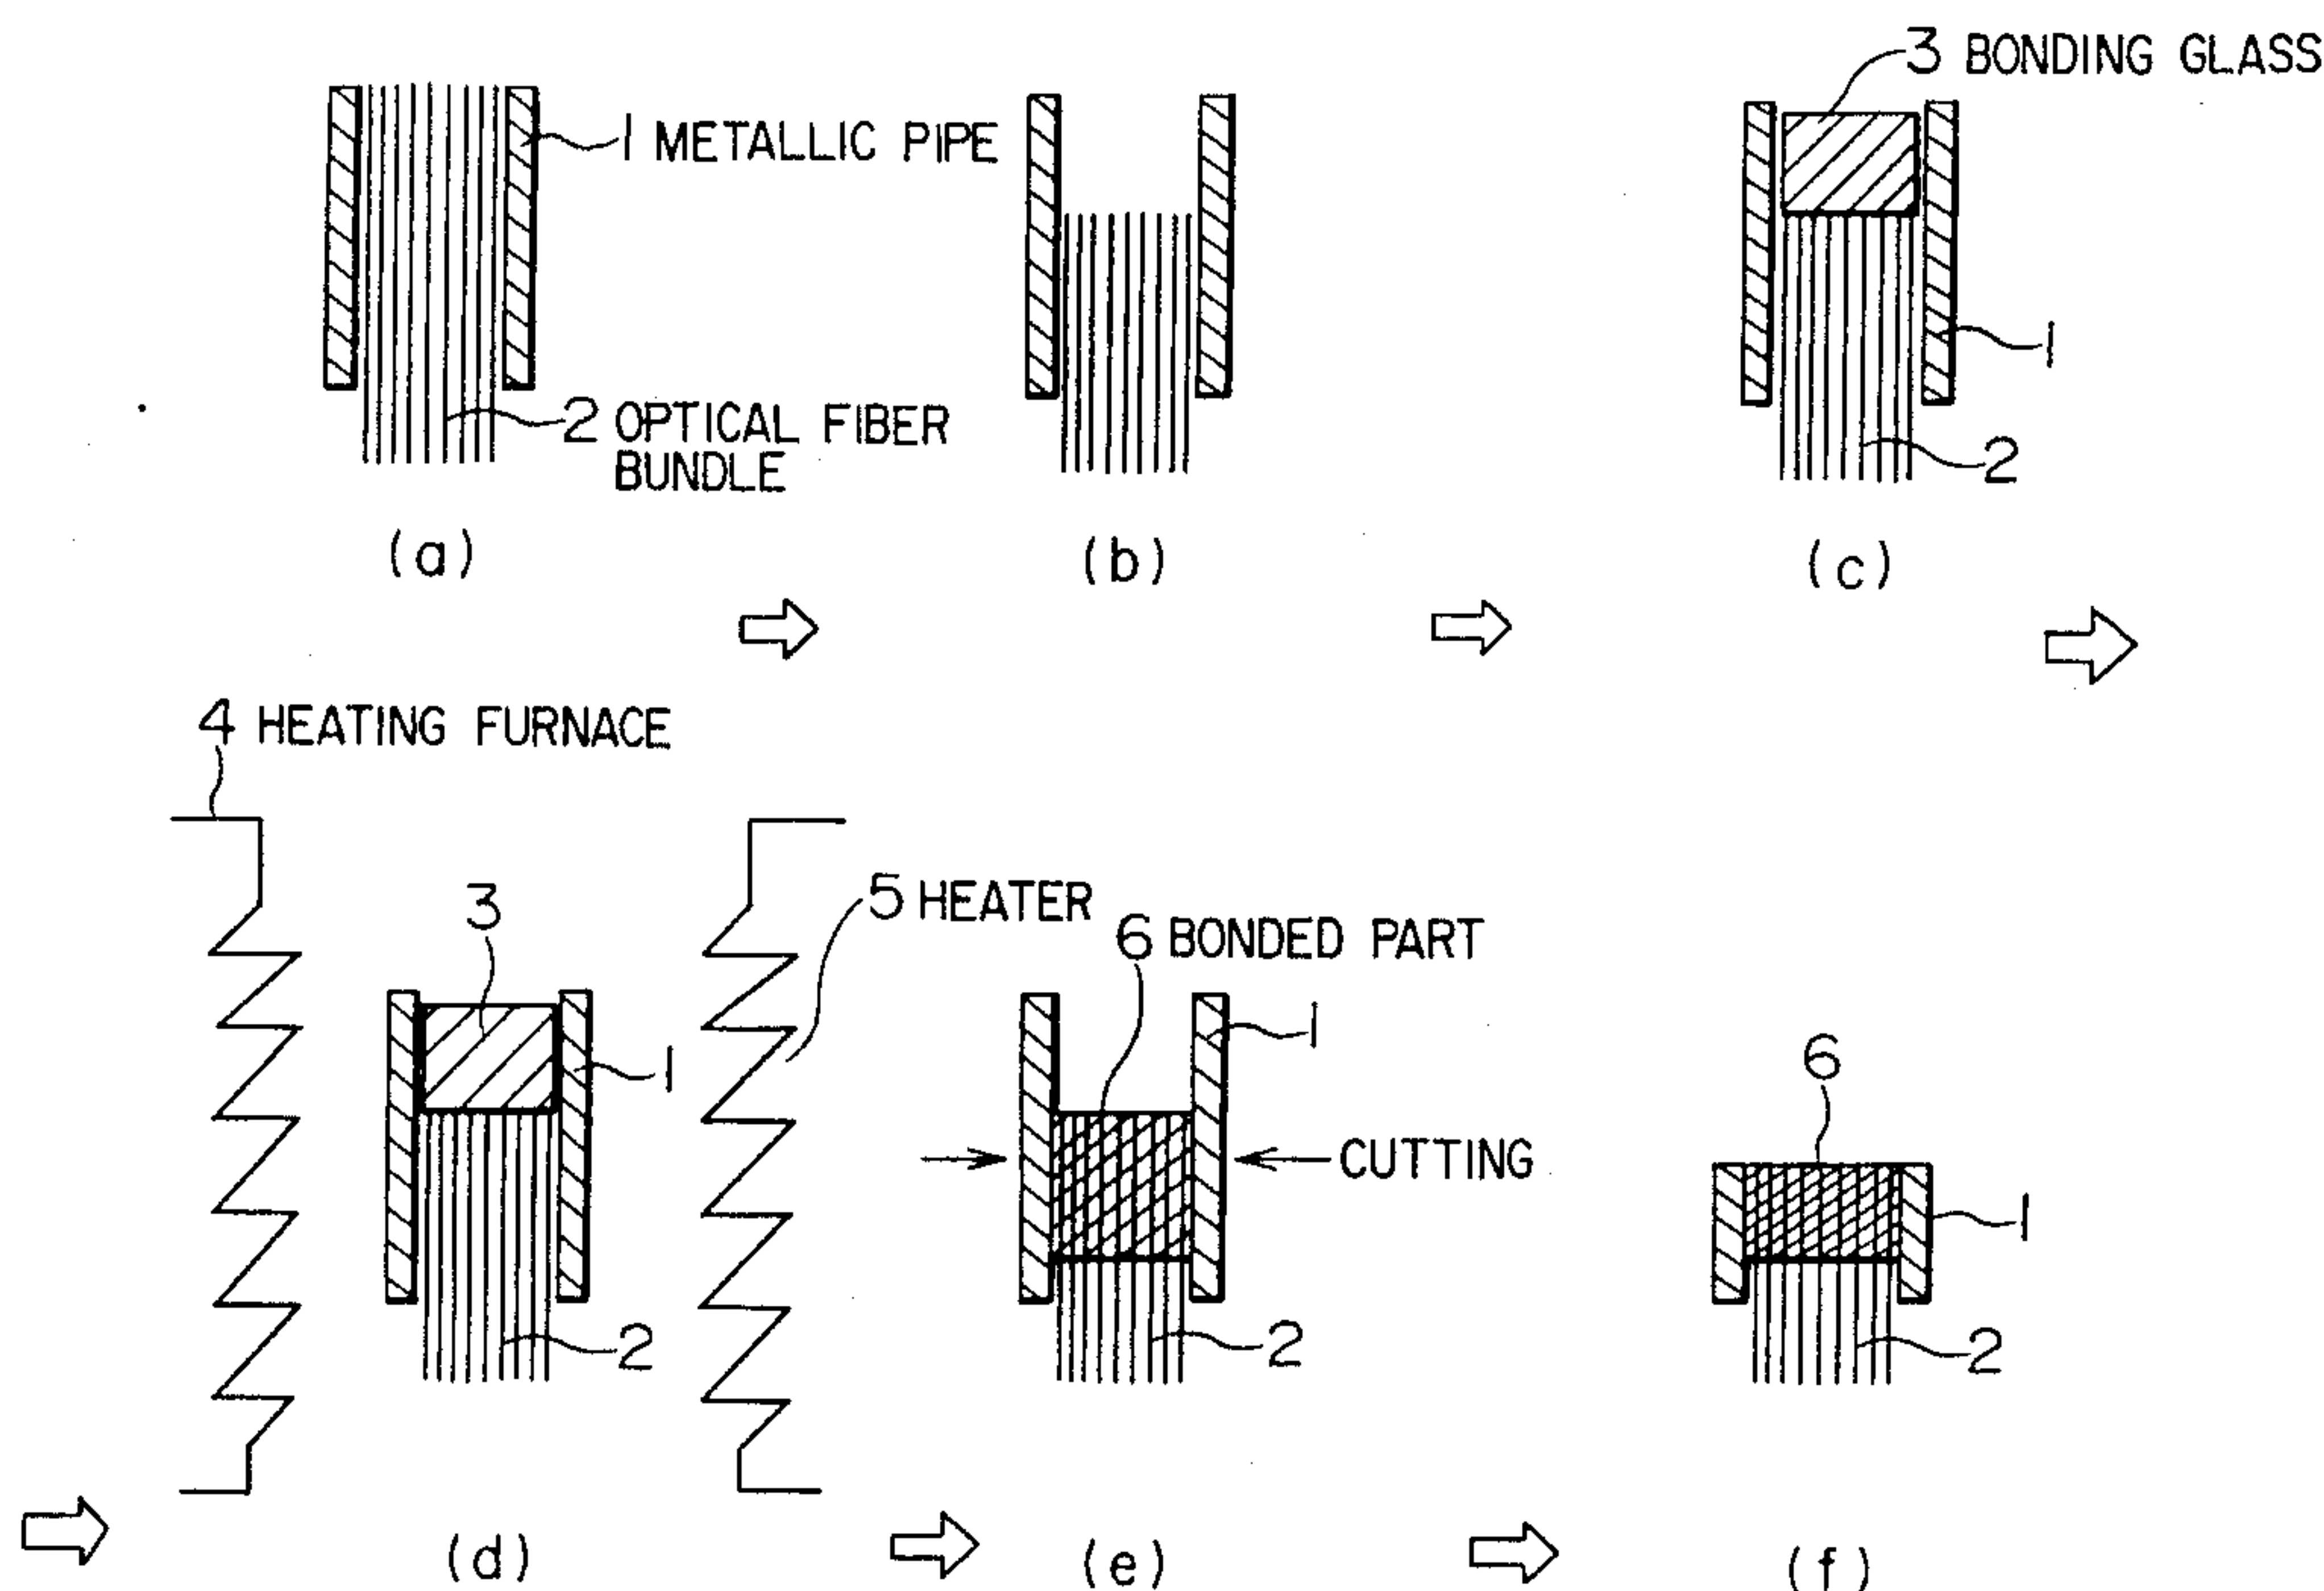 3 BONDING GLASS
1 METALLIC PIPE
1
2 OPTICAL FIBER
BUNDLE
2
(a)
(b)
(c)
4 HEATING FURNACE
3
5 HEATER
6 BONDED PART
1
1
6
CUTTING
1
2
2
2
(d)
(e)
(f)